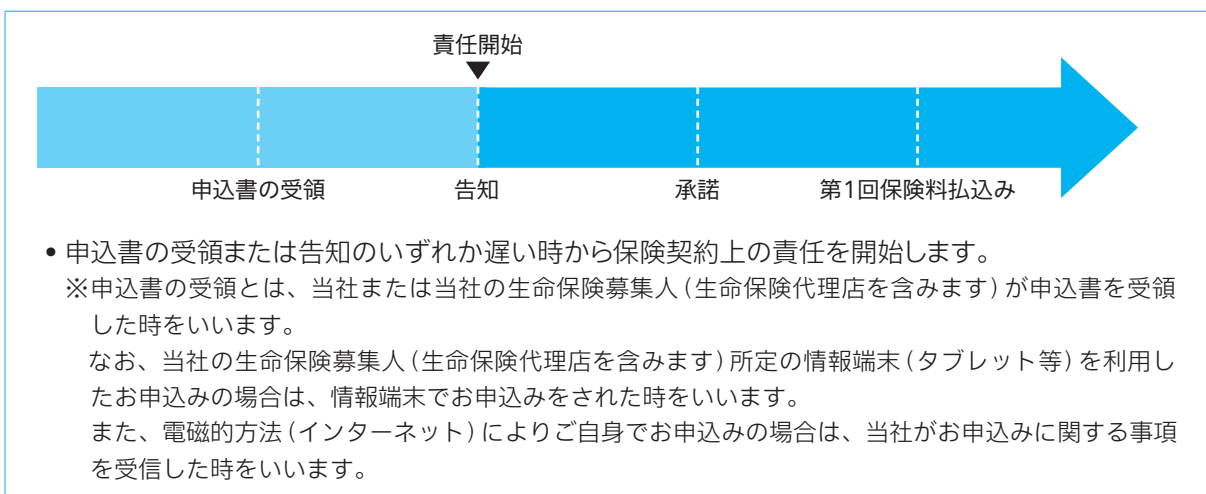 責任開始
申込書の受領
告知
承諾
第1回保険料払込み
•申込書の受領または告知のいずれか遅い時から保険契約上の責任を開始します。
※申込書の受領とは、当社または当社の生命保険募集人(生命保険代理店を含みます)が申込書を受領
した時をいいます。
なお、当社の生命保険募集人(生命保険代理店を含みます)所定の情報端末(タブレット等)を利用し
たお申込みの場合は、情報端末でお申込みをされた時をいいます。
また、電磁的方法(インターネット)によりご自身でお申込みの場合は、当社がお申込みに関する事項
を受信した時をいいます。